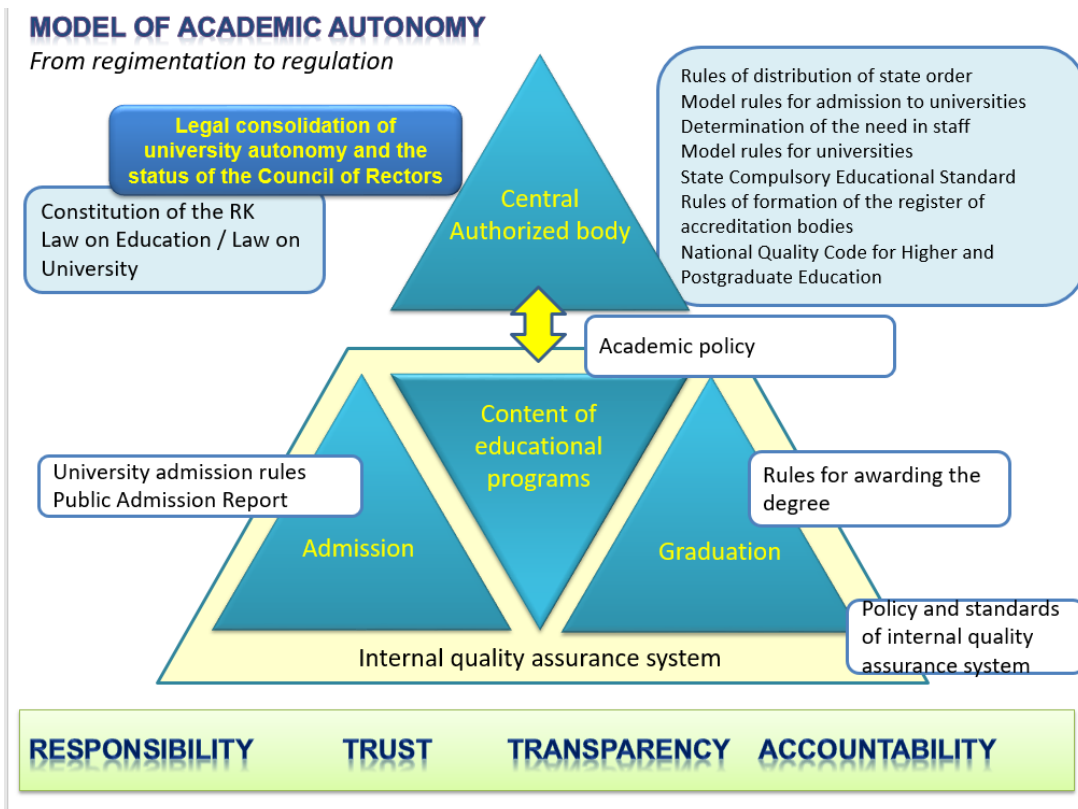 MODEL OF ACADEMIC AUTONOMY
From regimentation to regulation
Legal consolidation of
university autonomy and the
status of the Council of Rectors
Constitution of the RK
Law on Education / Law on
University
Central
Authorized body
Rules of distribution of state order
Model rules for admission to universities
Determination of the need in staff
Model rules for universities
State Compulsory Educational Standard
Rules of formation of the register of
accreditation bodies
National Quality Code for Higher and
Postgraduate Education
Academic policy
Content of
educational
programs
University admission rules
Public Admission Report
Admission
Rules for awarding the
degree
Graduation
Policy and standards
of internal quality
assurance system
Internal quality assurance system
RESPONSIBILITY TRUST TRANSPARENCY ACCOUNTABILITY